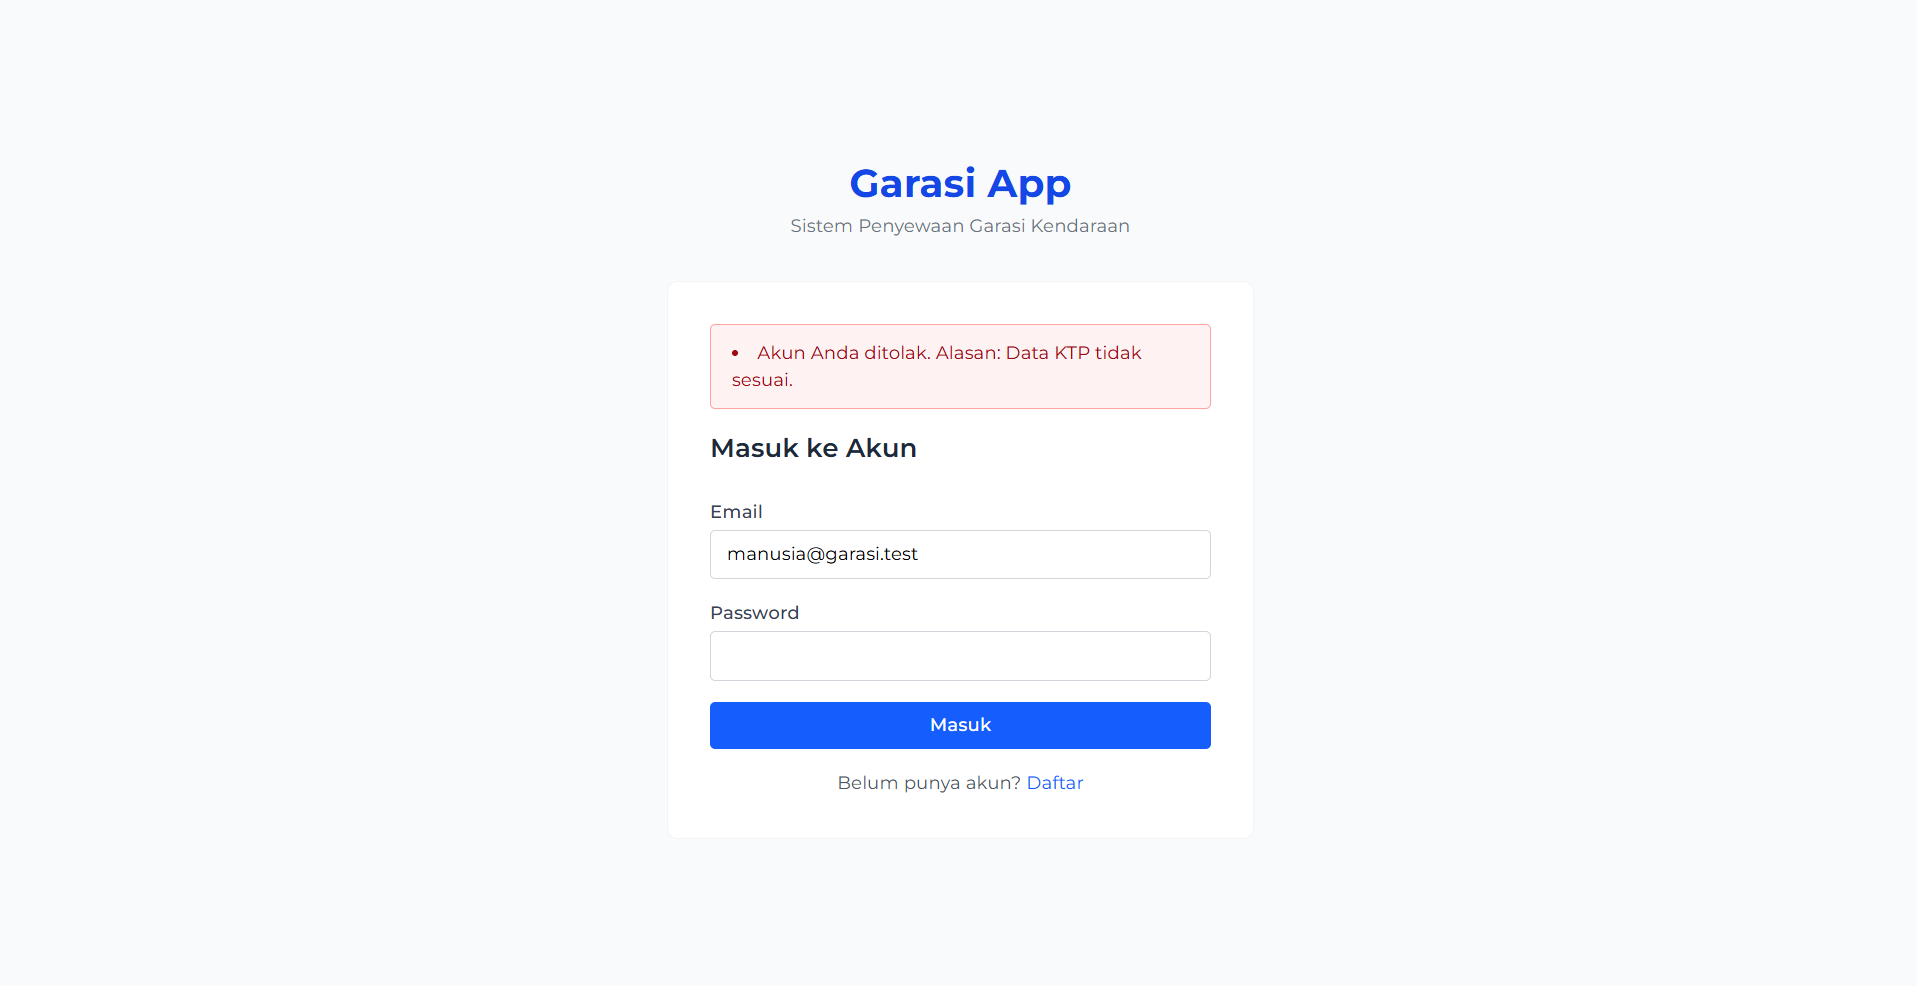 Garasi App
Sistem Penyewaan Garasi Kendaraan
• Akun Anda ditolak. Alasan: Data KTP tidak
sesuai.
Masuk ke Akun
Email
manusia@garasi.test
Password
Masuk
Belum punya akun? Daftar